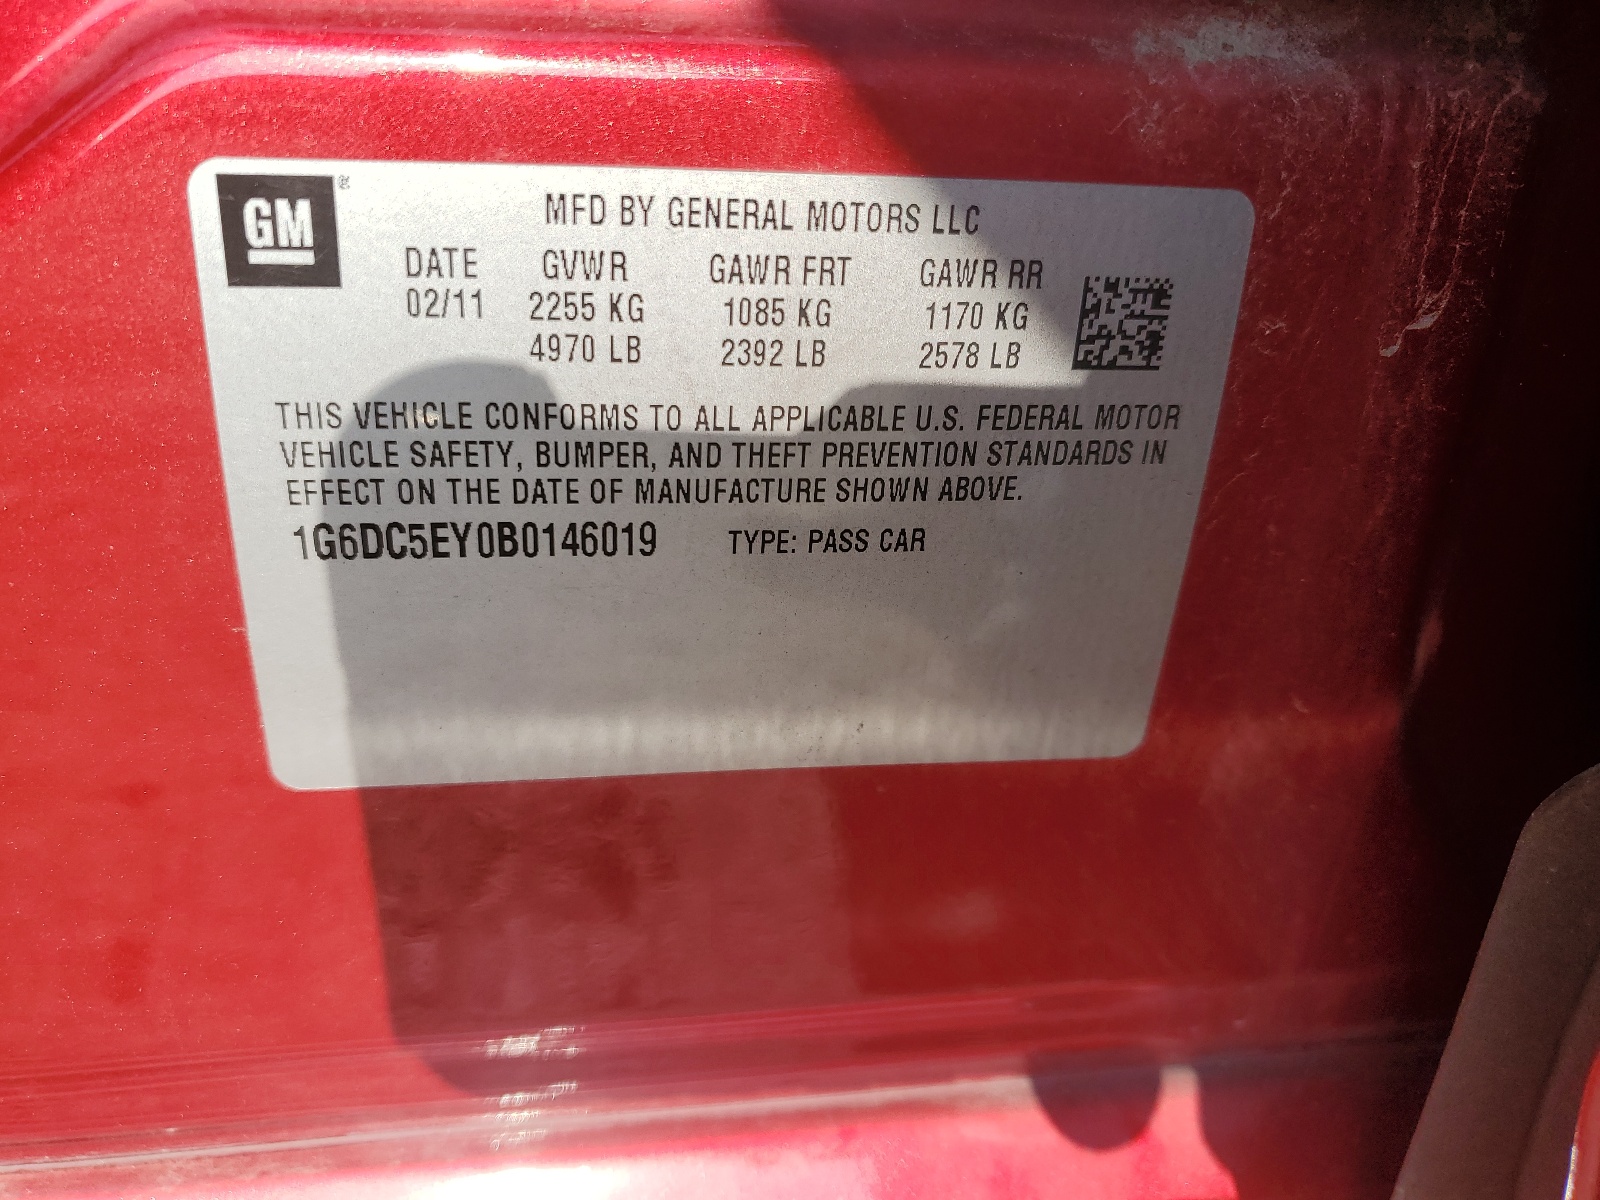 GM ®
MFD BY GENERAL MOTORS LLC
DATE GVWR GAWR FRT GAWR RR
02/11 2255 KG 1085 KG 1170 KG
4970 LB 2392 LB 2578 LB
THIS VEHICLE CONFORMS TO ALL APPLICABLE U.S. FEDERAL MOTOR
VEHICLE SAFETY, BUMPER, AND THEFT PREVENTION STANDARDS IN
EFFECT ON THE DATE OF MANUFACTURE SHOWN ABOVE.
1G6DC5EY0B0146019 TYPE: PASS CAR